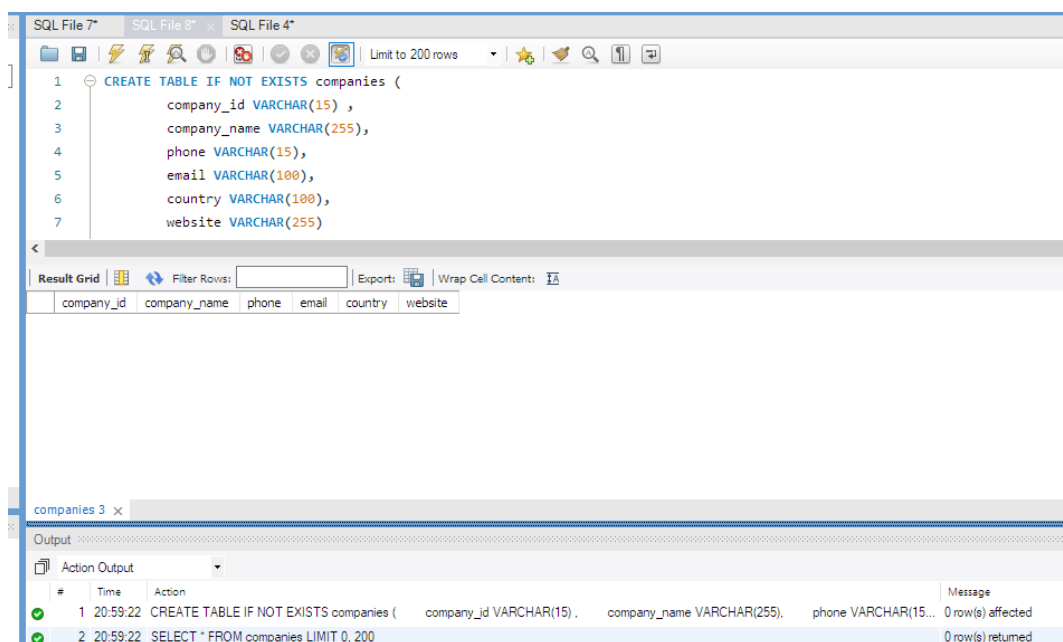 SQL File 7* SQL File 8* × SQL File 4*
Limit to 200 rows
1 CREATE TABLE IF NOT EXISTS companies (
2 company_id VARCHAR(15) ,
3 company_name VARCHAR(255),
4 phone VARCHAR(15),
5 email VARCHAR(100),
6 country VARCHAR(100),
7 website VARCHAR(255)
Result Grid Filter Rows: Export: Wrap Cell Content: IA
company_id company_name phone email country website
companies 3 ×
Output
Action Output
# Time Action Message
1 20:59:22 CREATE TABLE IF NOT EXISTS companies ( company_id VARCHAR(15) , company_name VARCHAR(255), phone VARCHAR(15... 0 row(s) affected
2 20:59:22 SELECT * FROM companies LIMIT 0, 200 0 row(s) returned